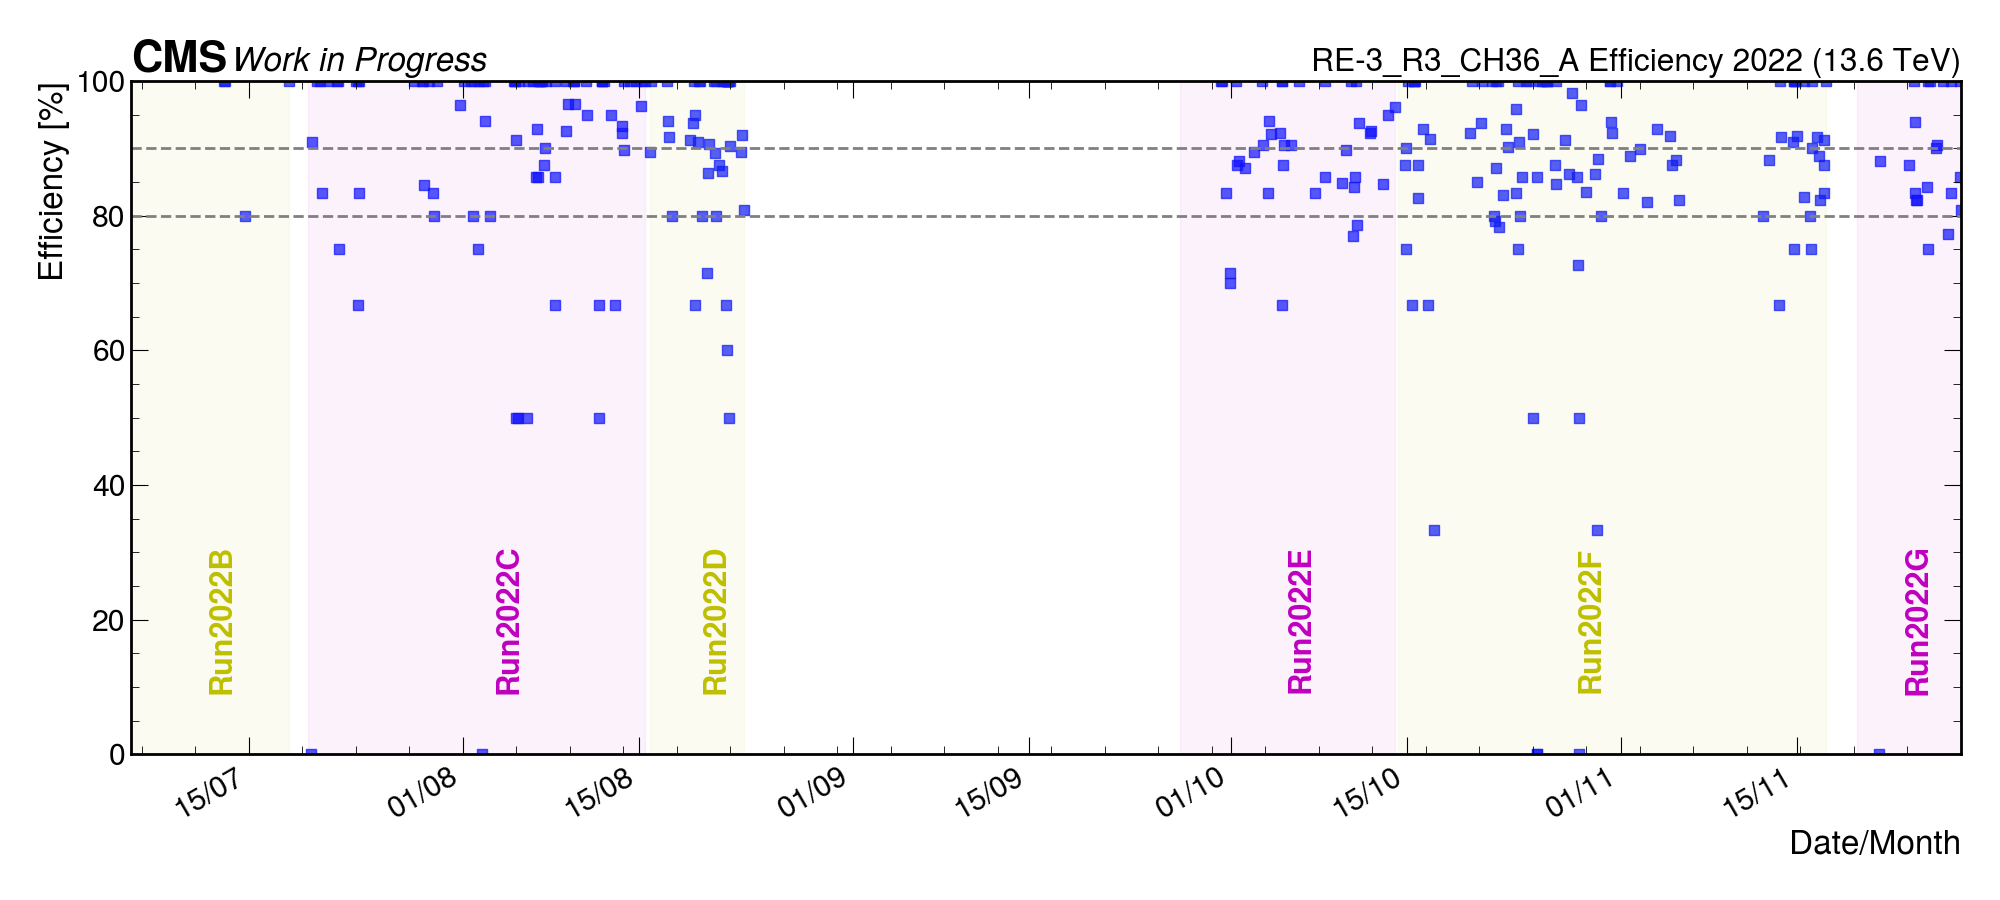 CMS Work in Progress
RE-3_R3_CH36_A Efficiency 2022 (13.6 TeV)
Efficiency [%]
100
80
60
40
20
0
Run2022B
Run2022C
Run2022D
Run2022E
Run2022F
Run2022G
15/07
01/08
15/08
01/09
15/09
01/10
15/10
01/11
15/11
Date/Month